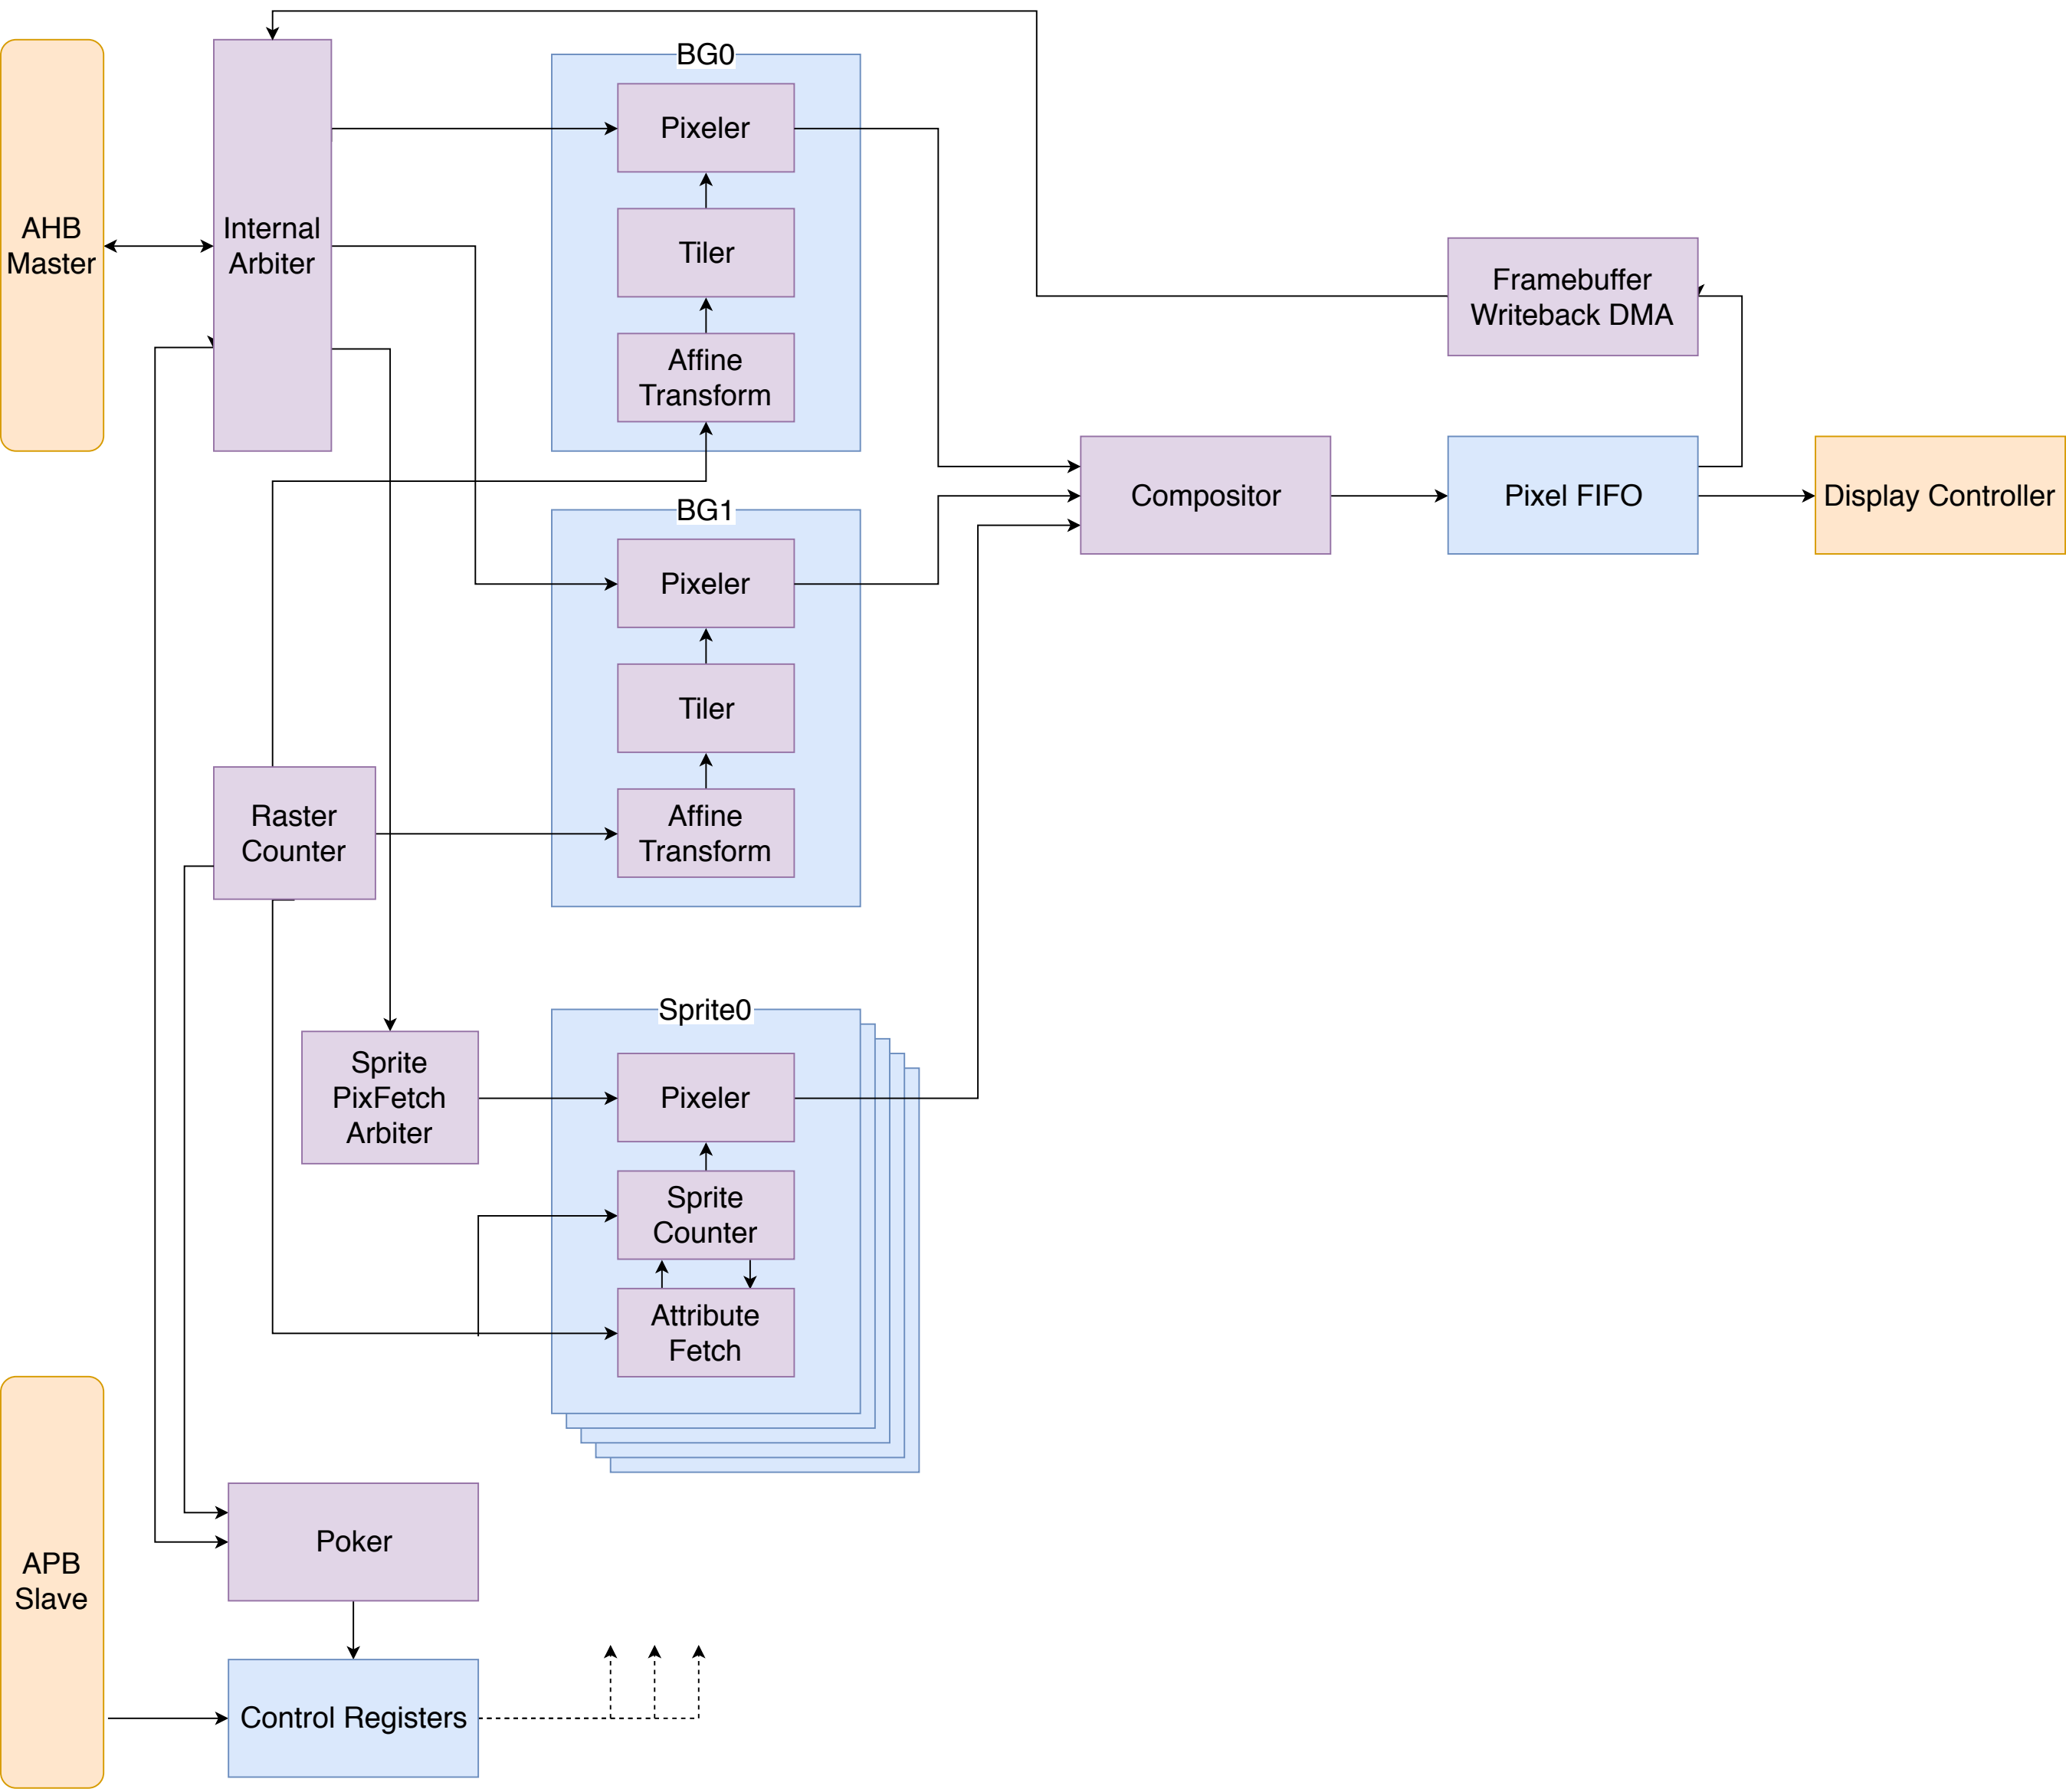 AHB
Master
Internal
Arbiter
BG0
Pixeler
Tiler
Affine
Transform
BG1
Pixeler
Tiler
Affine
Transform
Raster
Counter
Sprite
PixFetch
Arbiter
Sprite0
Pixeler
Sprite
Counter
Attribute
Fetch
Compositor
Framebuffer
Writeback DMA
Pixel FIFO
Display Controller
APB
Slave
Poker
Control Registers